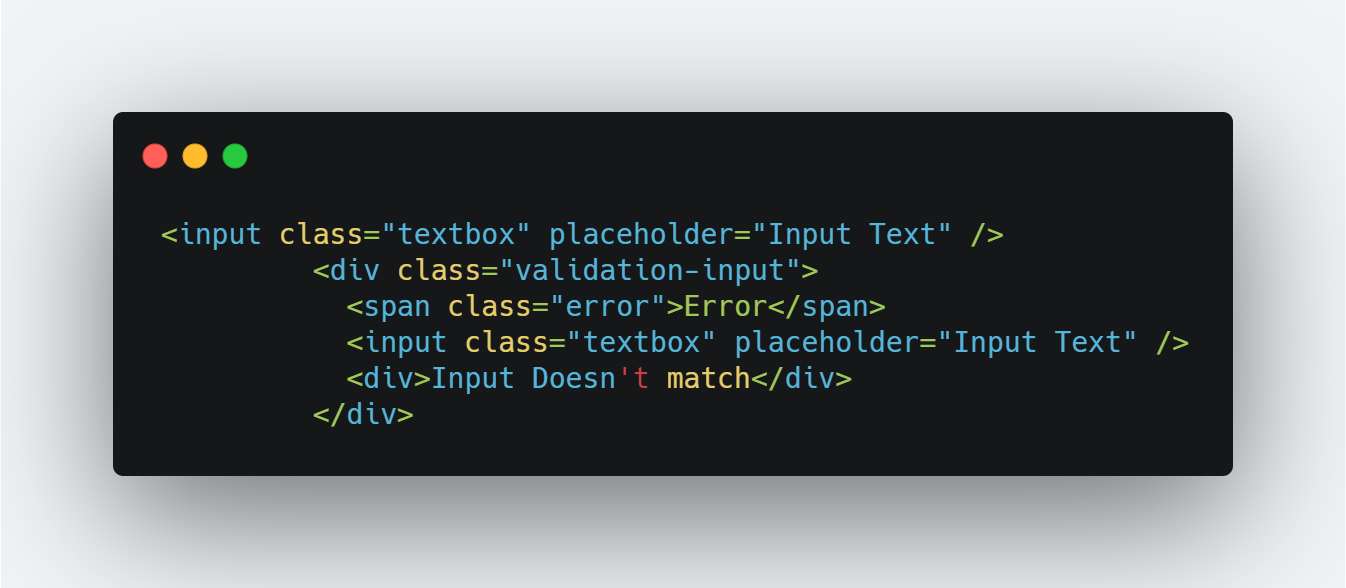 <input class="textbox" placeholder="Input Text" />
<div class="validation-input">
<span class="error">Error</span>
<input class="textbox" placeholder="Input Text" />
<div>Input Doesn't match</div>
</div>